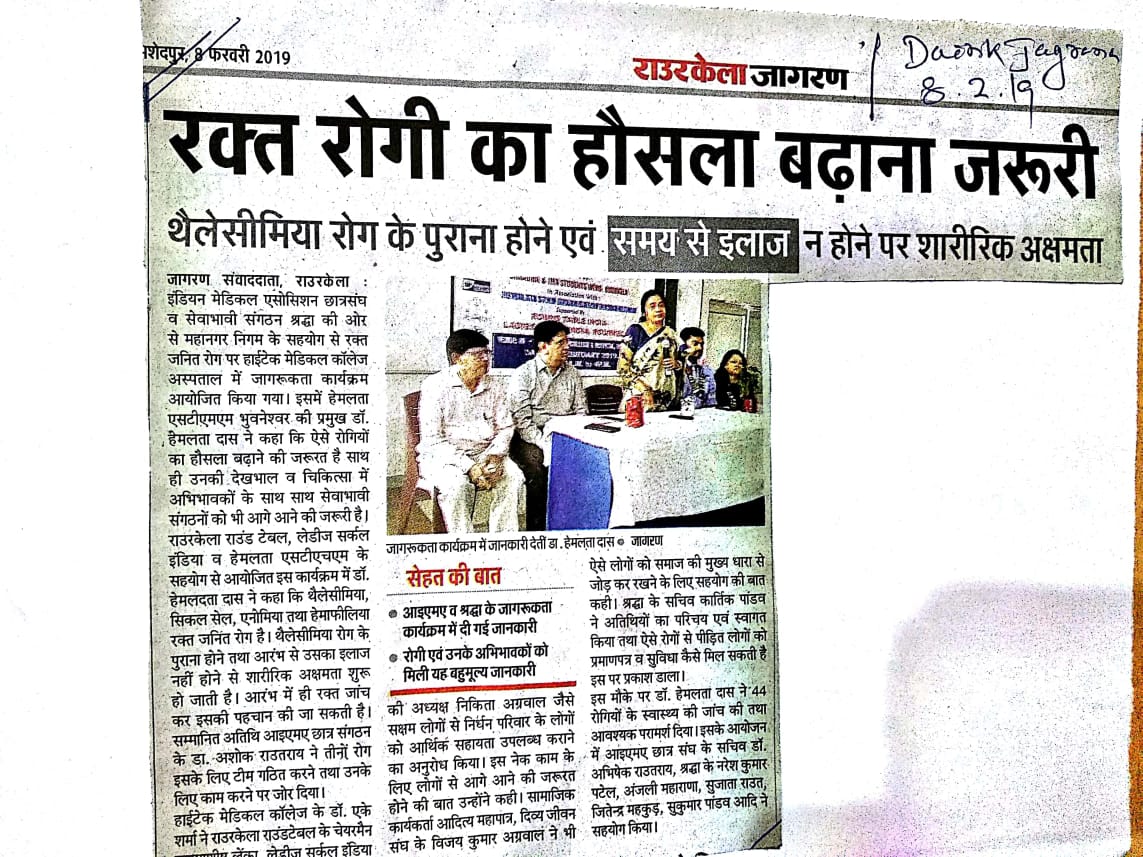 मशेदपुर, 8 फरवरी 2019
राउरकेला जागरण
8.2.19
रक्त रोगी का हौसला बढ़ाना जरूरी
थैलेसीमिया रोग के पुराना होने एवं समय से इलाज न होने पर शारीरिक अक्षमता
जागरण संवाददाता, राउरकेला :
इंडियन मेडिकल एसोसिशन छात्रसंघ
व सेवाभावी संगठन श्रद्धा की ओर
से महानगर निगम के सहयोग से रक्त
जनित रोग पर हाईटेक मेडिकल कॉलेज
अस्पताल में जागरूकता कार्यक्रम
आयोजित किया गया। इसमें हेमलता
एसटीएमएम भुवनेश्वर की प्रमुख डॉ.
हेमलता दास ने कहा कि ऐसे रोगियों
का हौसला बढ़ाने की जरूरत है साथ
ही उनकी देखभाल व चिकित्सा में
अभिभावकों के साथ साथ सेवाभावी
संगठनों को भी आगे आने की जरूरी है।
राउरकेला राउंड टेबल, लेडीज सर्कल
इंडिया व हेमलता एसटीएचएम के
सहयोग से आयोजित इस कार्यक्रम में डॉ.
हेमलदता दास ने कहा कि थैलेसीमिया,
सिकल सेल, एनोमिया तथा हेमाफीलिया
रक्त जनित रोग है। थैलेसीमिया रोग के
पुराना होने तथा आरंभ से उसका इलाज
नहीं होने से शारीरिक अक्षमता शुरू
हो जाती है। आरंभ में ही रक्त जांच
कर इसकी पहचान की जा सकती है।
सम्मानित अतिथि आइएमए छात्र संगठन
के डा. अशोक राउतराय ने तीनों रोग
इसके लिए टीम गठित करने तथा उनके
लिए काम करने पर जोर दिया।
हाईटेक मेडिकल कॉलेज के डॉ. एके
शर्मा ने राउरकेला राउंडटेबल के चेयरमैन
लेंका, लेडीज सर्कल इंडिया
In Association With
Supported By
ROUND TABLE INDIA
जागरूकता कार्यक्रम में जानकारी देतीं डा. हेमलता दास ● जागरण
सेहत की बात
● आइएमए व श्रद्धा के जागरूकता
कार्यक्रम में दी गई जानकारी
● रोगी एवं उनके अभिभावकों को
मिली यह बहुमूल्य जानकारी
की अध्यक्ष निकिता अग्रवाल जैसे
सक्षम लोगों से निर्धन परिवार के लोगों
को आर्थिक सहायता उपलब्ध कराने
का अनुरोध किया। इस नेक काम के
लिए लोगों से आगे आने की जरूरत
होने की बात उन्होंने कही। सामाजिक
कार्यकर्ता आदित्य महापात्र, दिव्य जीवन
संघ के विजय कुमार अग्रवाल ने भी
ऐसे लोगों को समाज की मुख्य धारा से
जोड़ कर रखने के लिए सहयोग की बात
कही। श्रद्धा के सचिव कार्तिक पांडव
ने अतिथियों का परिचय एवं स्वागत
किया तथा ऐसे रोगों से पीड़ित लोगों को
प्रमाणपत्र व सुविधा कैसे मिल सकती है
इस पर प्रकाश डाला।
इस मौके पर डॉ. हेमलता दास ने 44
रोगियों के स्वास्थ्य की जांच की तथा
आवश्यक परामर्श दिया। इसके आयोजन
में आइएमए छात्र संघ के सचिव डॉ.
अभिषेक राउतराय, श्रद्धा के नरेश कुमार
पटेल, अंजली महाराणा, सुजाता राउत,
जितेन्द्र महकुड़, सुकुमार पांडव आदि ने
सहयोग किया।